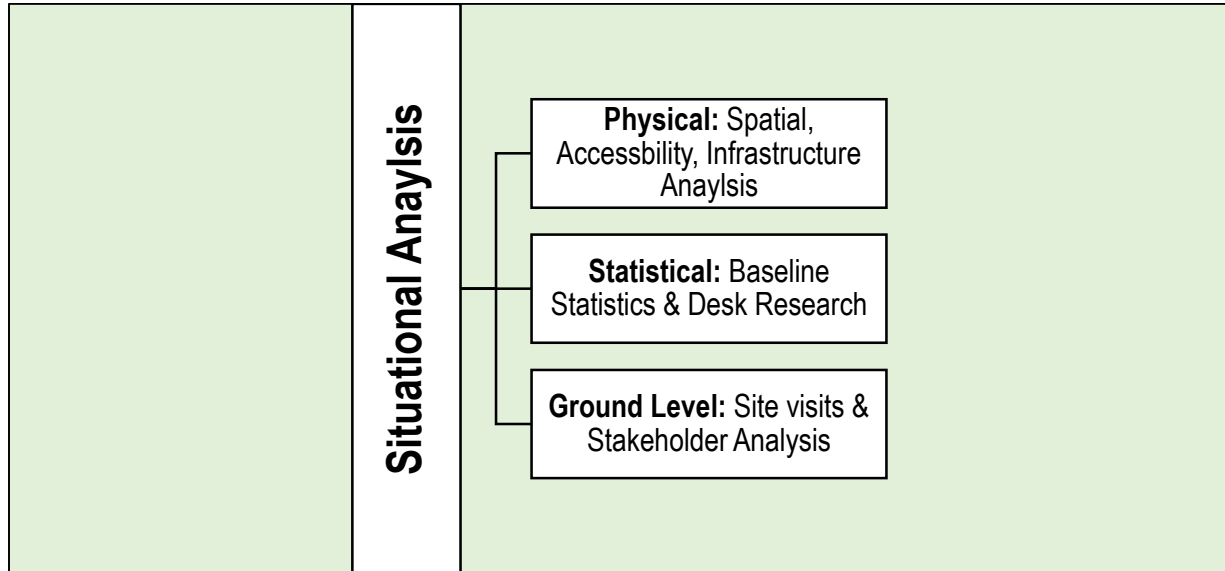 Situational Anaylsis
Physical: Spatial,
Accessbility, Infrastructure
Anaylsis
Statistical: Baseline
Statistics & Desk Research
Ground Level: Site visits &
Stakeholder Analysis